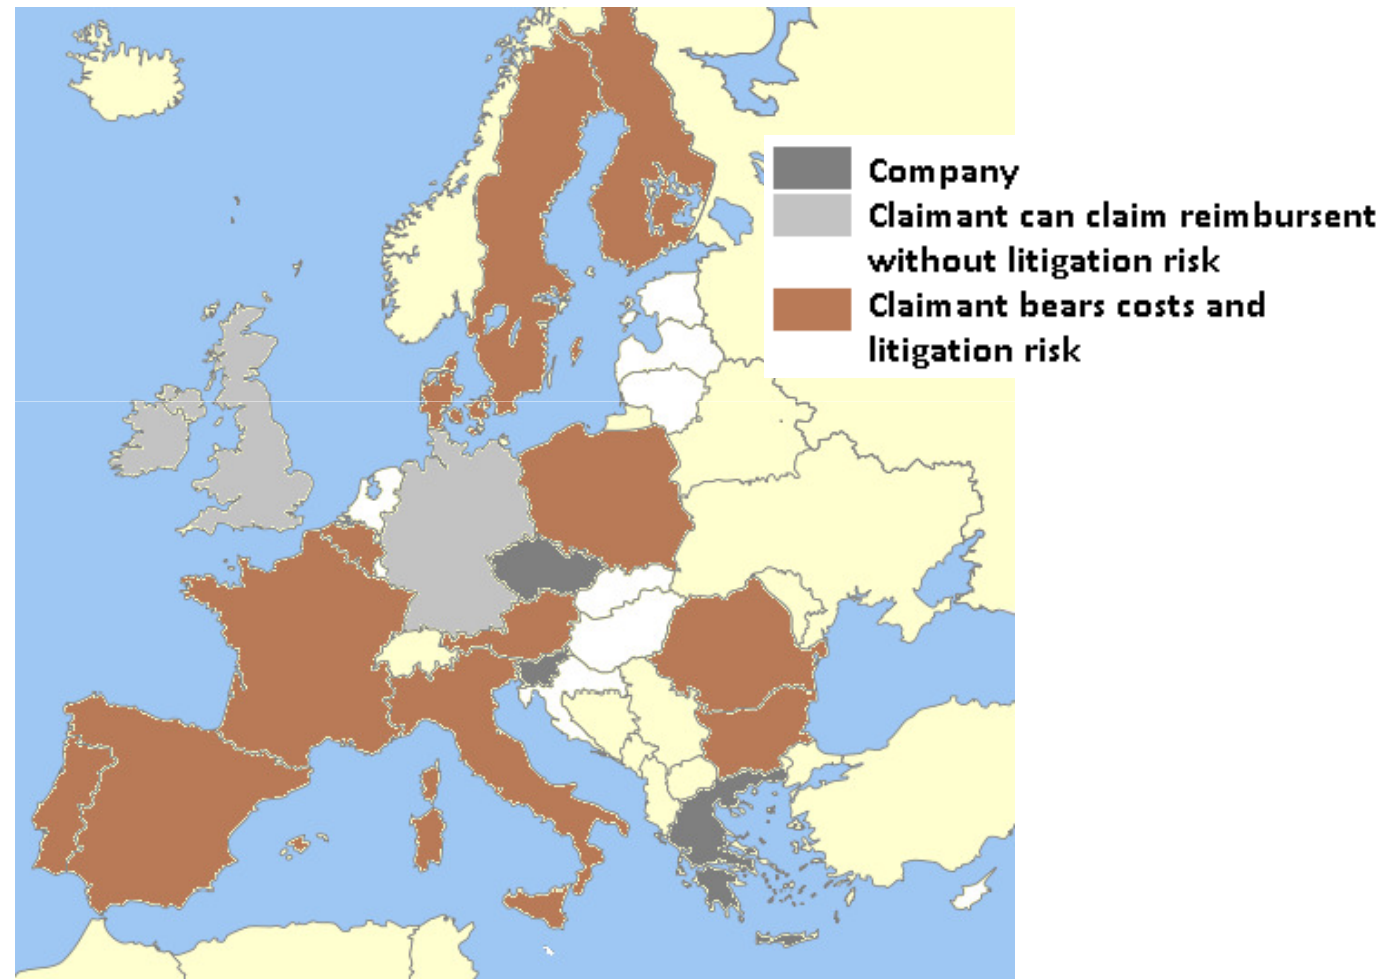 Company
Claimant can claim reimbursent
without litigation risk
Claimant bears costs and
litigation risk